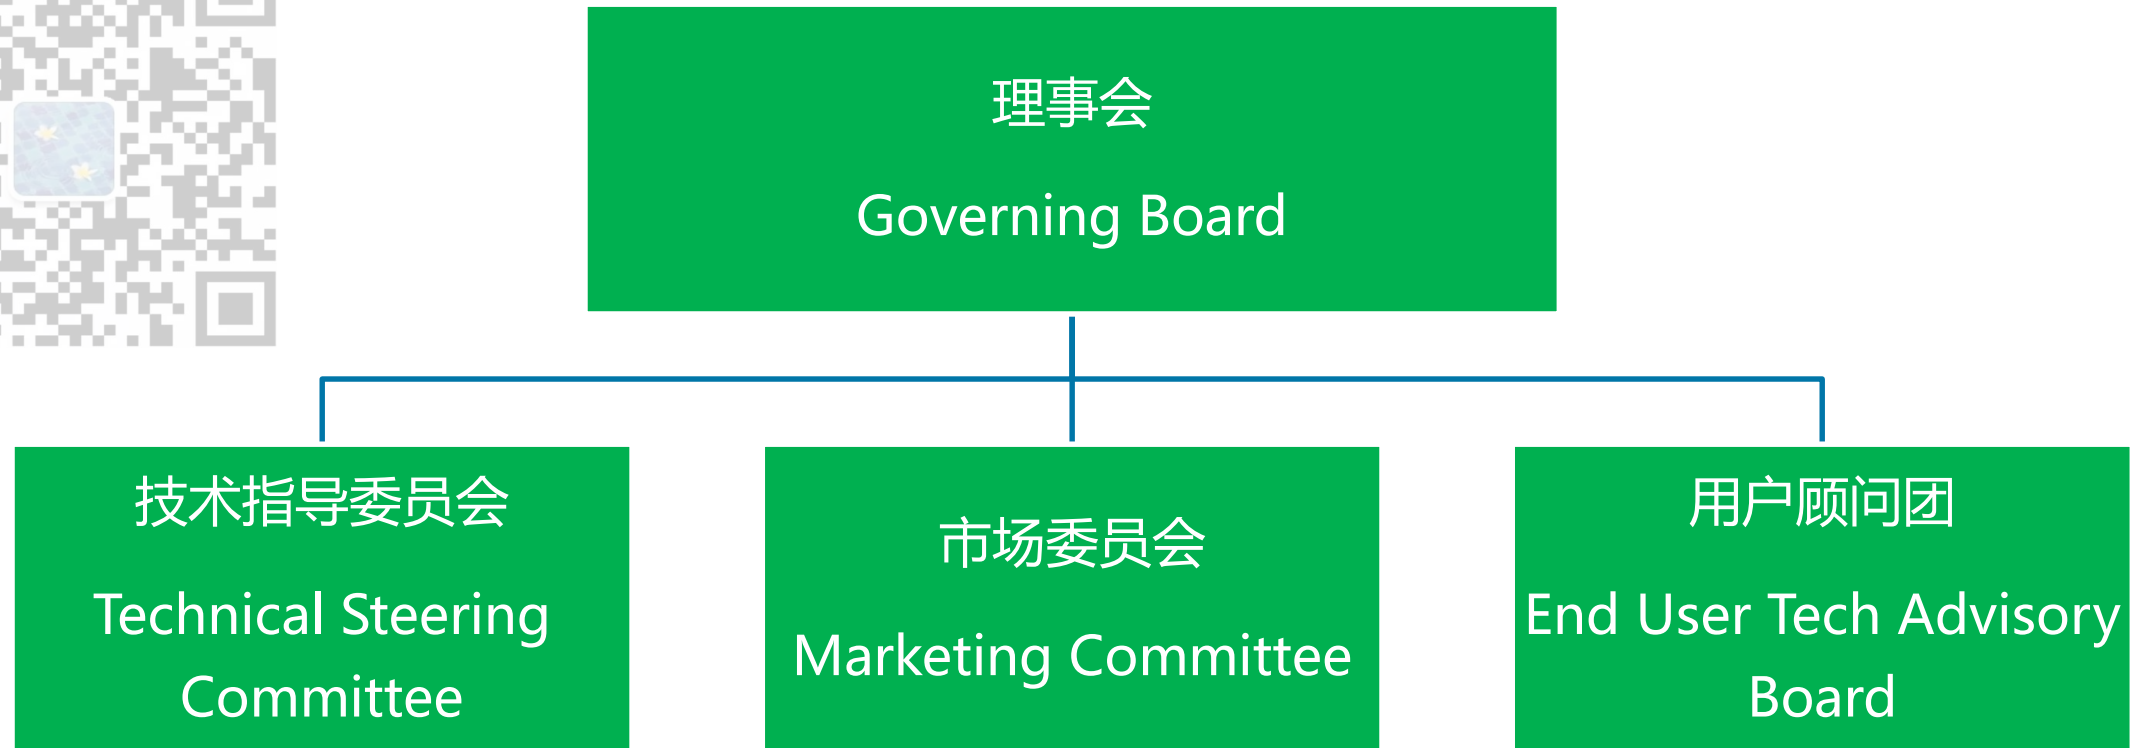 理事会
Governing Board
技术指导委员会
Technical Steering
Committee
市场委员会
Marketing Committee
用户顾问团
End User Tech Advisory
Board